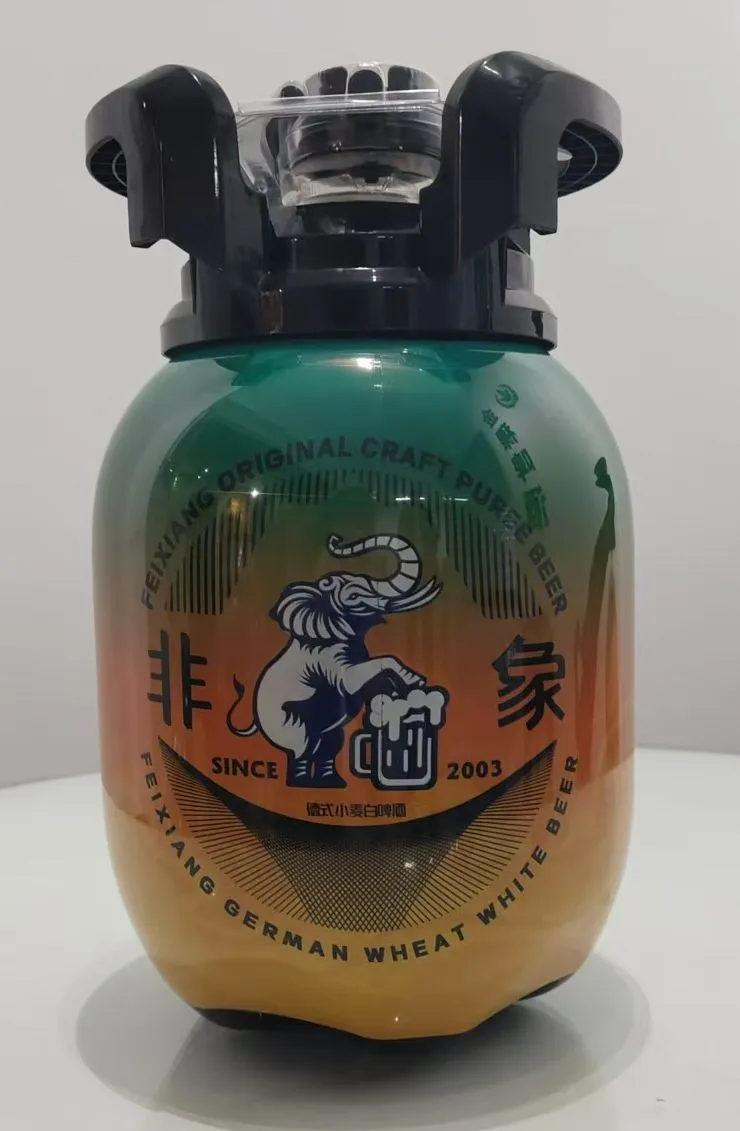 FEIXIANG ORIGINAL CRAFT PUREE BEER
非 象
SINCE 2003
德式小麦白啤酒
FEIXIANG GERMAN WHEAT WHITE BEER